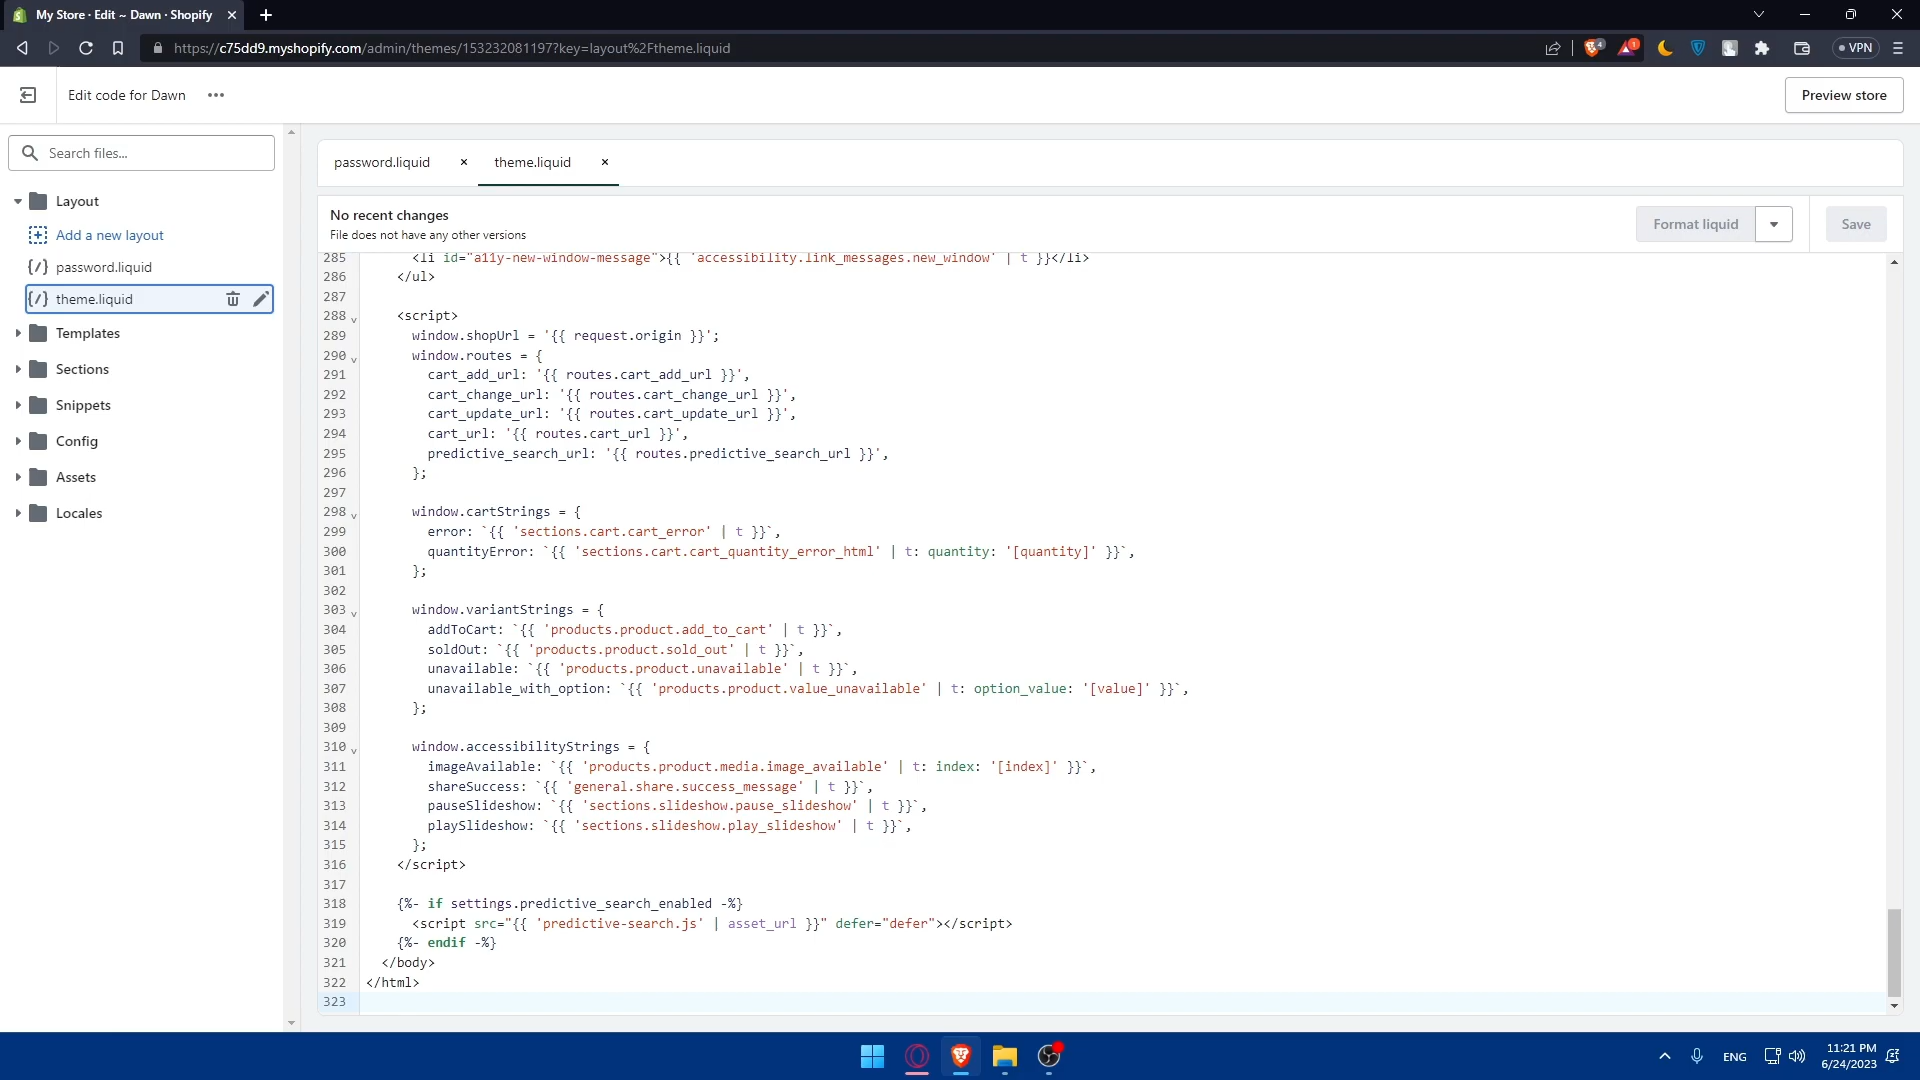 My Store · Edit ~ Dawn · Shopify
https://c75dd9.myshopify.com/admin/themes/153232081197?key=layout%2Ftheme.liquid
4
1
VPN
Edit code for Dawn
Preview store
Search files...
Layout
Add a new layout
password.liquid
theme.liquid
Templates
Sections
Snippets
Config
Assets
Locales
password.liquid
theme.liquid
No recent changes
File does not have any other versions
Format liquid
Save
285 <li id="a11y-new-window-message">{{ 'accessibility.link_messages.new_window' | t }}</li>
286 </ul>
287
288 <script>
289 window.shopUrl = '{{ request.origin }}';
290 window.routes = {
291 cart_add_url: '{{ routes.cart_add_url }}',
292 cart_change_url: '{{ routes.cart_change_url }}',
293 cart_update_url: '{{ routes.cart_update_url }}',
294 cart_url: '{{ routes.cart_url }}',
295 predictive_search_url: '{{ routes.predictive_search_url }}',
296 };
297
298 window.cartStrings = {
299 error: `{{ 'sections.cart.cart_error' | t }}`,
300 quantityError: `{{ 'sections.cart.cart_quantity_error_html' | t: quantity: '[quantity]' }}`,
301 };
302
303 window.variantStrings = {
304 addToCart: `{{ 'products.product.add_to_cart' | t }}`,
305 soldOut: `{{ 'products.product.sold_out' | t }}`,
306 unavailable: `{{ 'products.product.unavailable' | t }}`,
307 unavailable_with_option: `{{ 'products.product.value_unavailable' | t: option_value: '[value]' }}`,
308 };
309
310 window.accessibilityStrings = {
311 imageAvailable: `{{ 'products.product.media.image_available' | t: index: '[index]' }}`,
312 shareSuccess: `{{ 'general.share.success_message' | t }}`,
313 pauseSlideshow: `{{ 'sections.slideshow.pause_slideshow' | t }}`,
314 playSlideshow: `{{ 'sections.slideshow.play_slideshow' | t }}`,
315 };
316 </script>
317
318 {%- if settings.predictive_search_enabled -%}
319 <script src="{{ 'predictive-search.js' | asset_url }}" defer="defer"></script>
320 {%- endif -%}
321 </body>
322 </html>
323
ENG
11:21 PM
6/24/2023